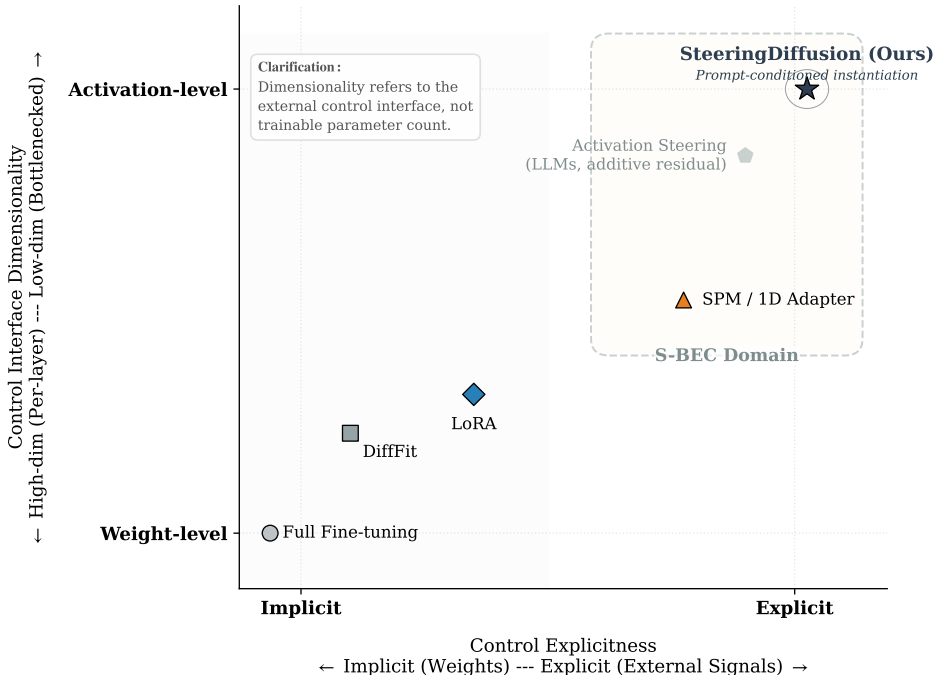 SteeringDiffusion (Ours)
Prompt-conditioned instantiation
Clarification:
Dimensionality refers to the
external control interface, not
trainable parameter count.
Activation-level
Activation Steering
(LLMs, additive residual)
SPM / 1D Adapter
S-BEC Domain
LoRA
DiffFit
Full Fine-tuning
Weight-level
Control Interface Dimensionality
← High-dim (Per-layer) --- Low-dim (Bottlenecked) →
Implicit
Explicit
Control Explicitness
← Implicit (Weights) --- Explicit (External Signals) →